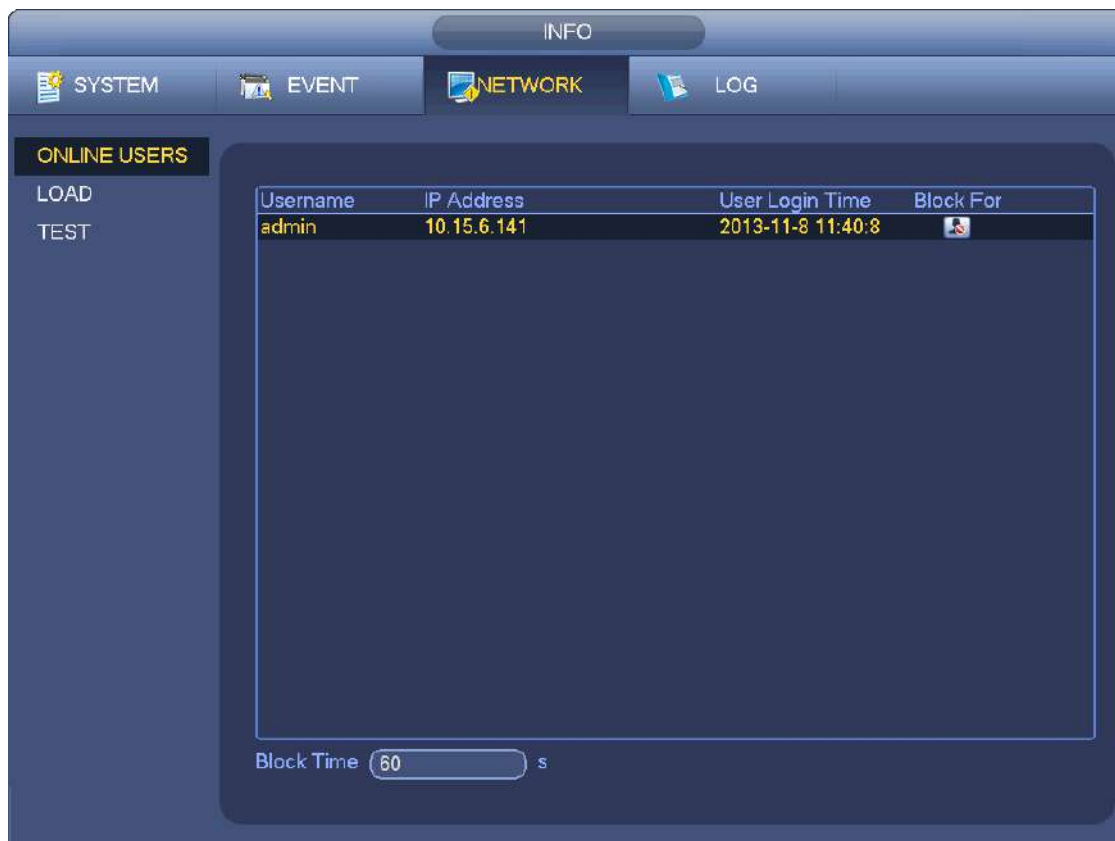 INFO
SYSTEM EVENT NETWORK LOG
ONLINE USERS
LOAD
TEST
Username IP Address User Login Time Block For
admin 10.15.6.141 2013-11-8 11:40:8
Block Time 60 s